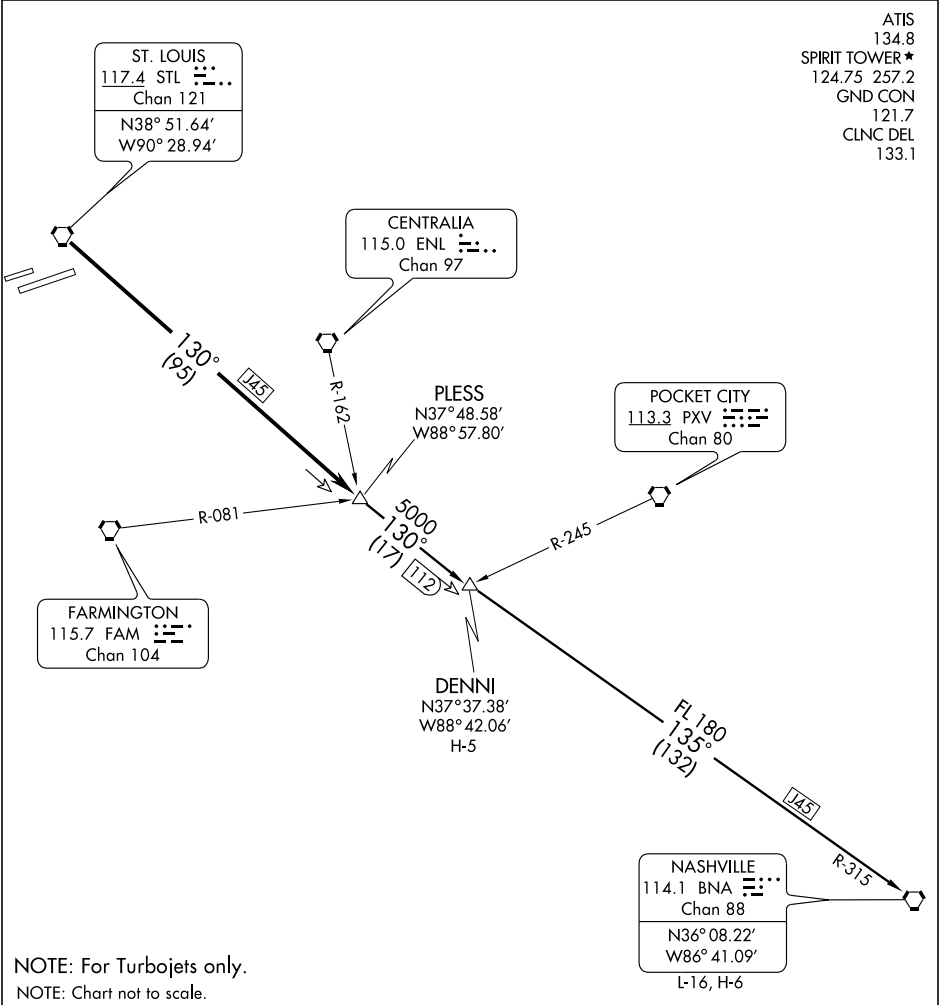 ATIS
134.8
SPIRIT TOWER★
124.75 257.2
GND CON
121.7
CLNC DEL
133.1
ST. LOUIS
117.4 STL
Chan 121
N38° 51.64′
W90° 28.94′
CENTRALIA
115.0 ENL
Chan 97
130°
(95)
J45
R-162
PLESS
N37° 48.58′
W88° 57.80′
POCKET CITY
113.3 PXV
Chan 80
R-081
5000
130°
(17)
112
R-245
FARMINGTON
115.7 FAM
Chan 104
DENNI
N37° 37.38′
W88° 42.06′
H-5
FL 180
135°
(132)
J45
R-315
NASHVILLE
114.1 BNA
Chan 88
N36° 08.22′
W86° 41.09′
L-16, H-6
NOTE: For Turbojets only.
NOTE: Chart not to scale.